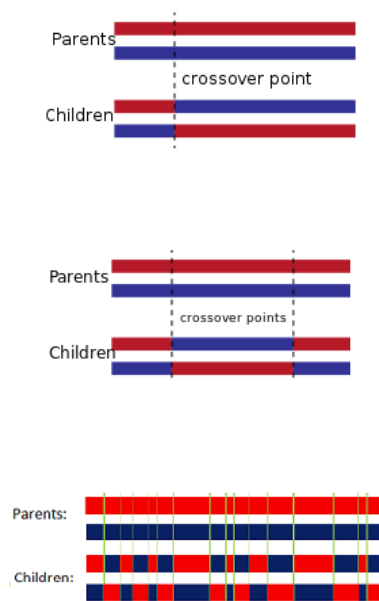 Parents
crossover point
Children
Parents
crossover points
Children
Parents:
Children: